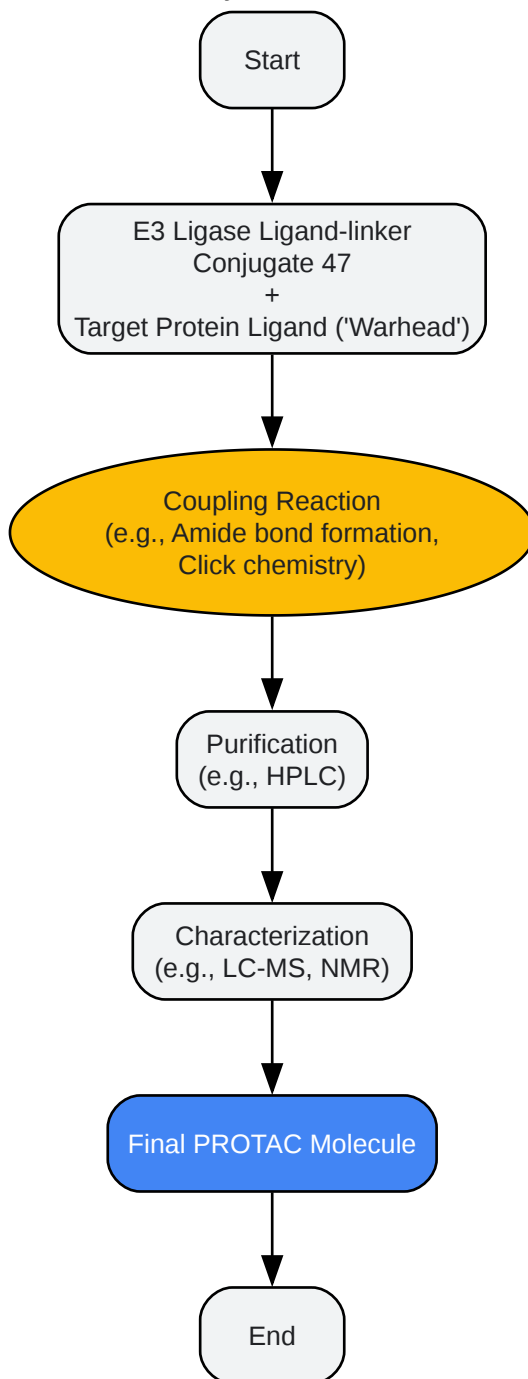 Start
E3 Ligase Ligand-linker
Conjugate 47
+
Target Protein Ligand ('Warhead')
Coupling Reaction
(e.g., Amide bond formation,
Click chemistry)
Purification
(e.g., HPLC)
Characterization
(e.g., LC-MS, NMR)
Final PROTAC Molecule
End